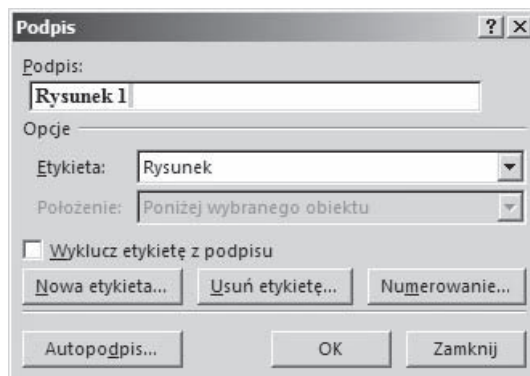 Podpis
Podpis:
Rysunek 1
Opcje
Etykieta: Rysunek
Położenie: Poniżej wybranego obiektu
Wyklucz etykietę z podpisu
Nowa etykieta... Usuń etykietę... Numerowanie...
Autopodpis... OK Zamknij